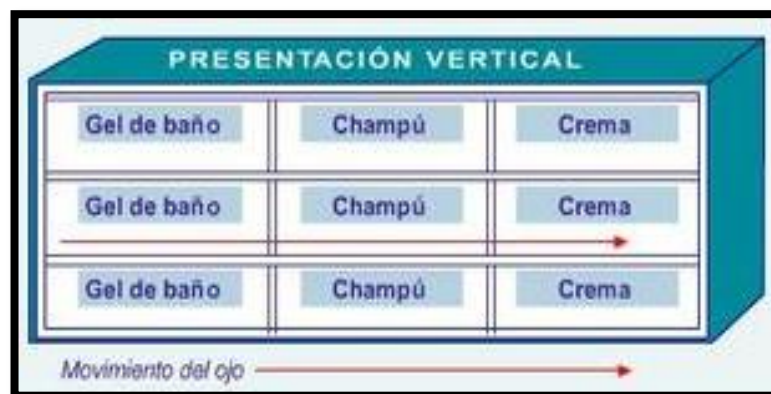 PRESENTACIÓN VERTICAL
Gel de baño Champú Crema
Gel de baño Champú Crema
Gel de baño Champú Crema
Movimiento del ojo